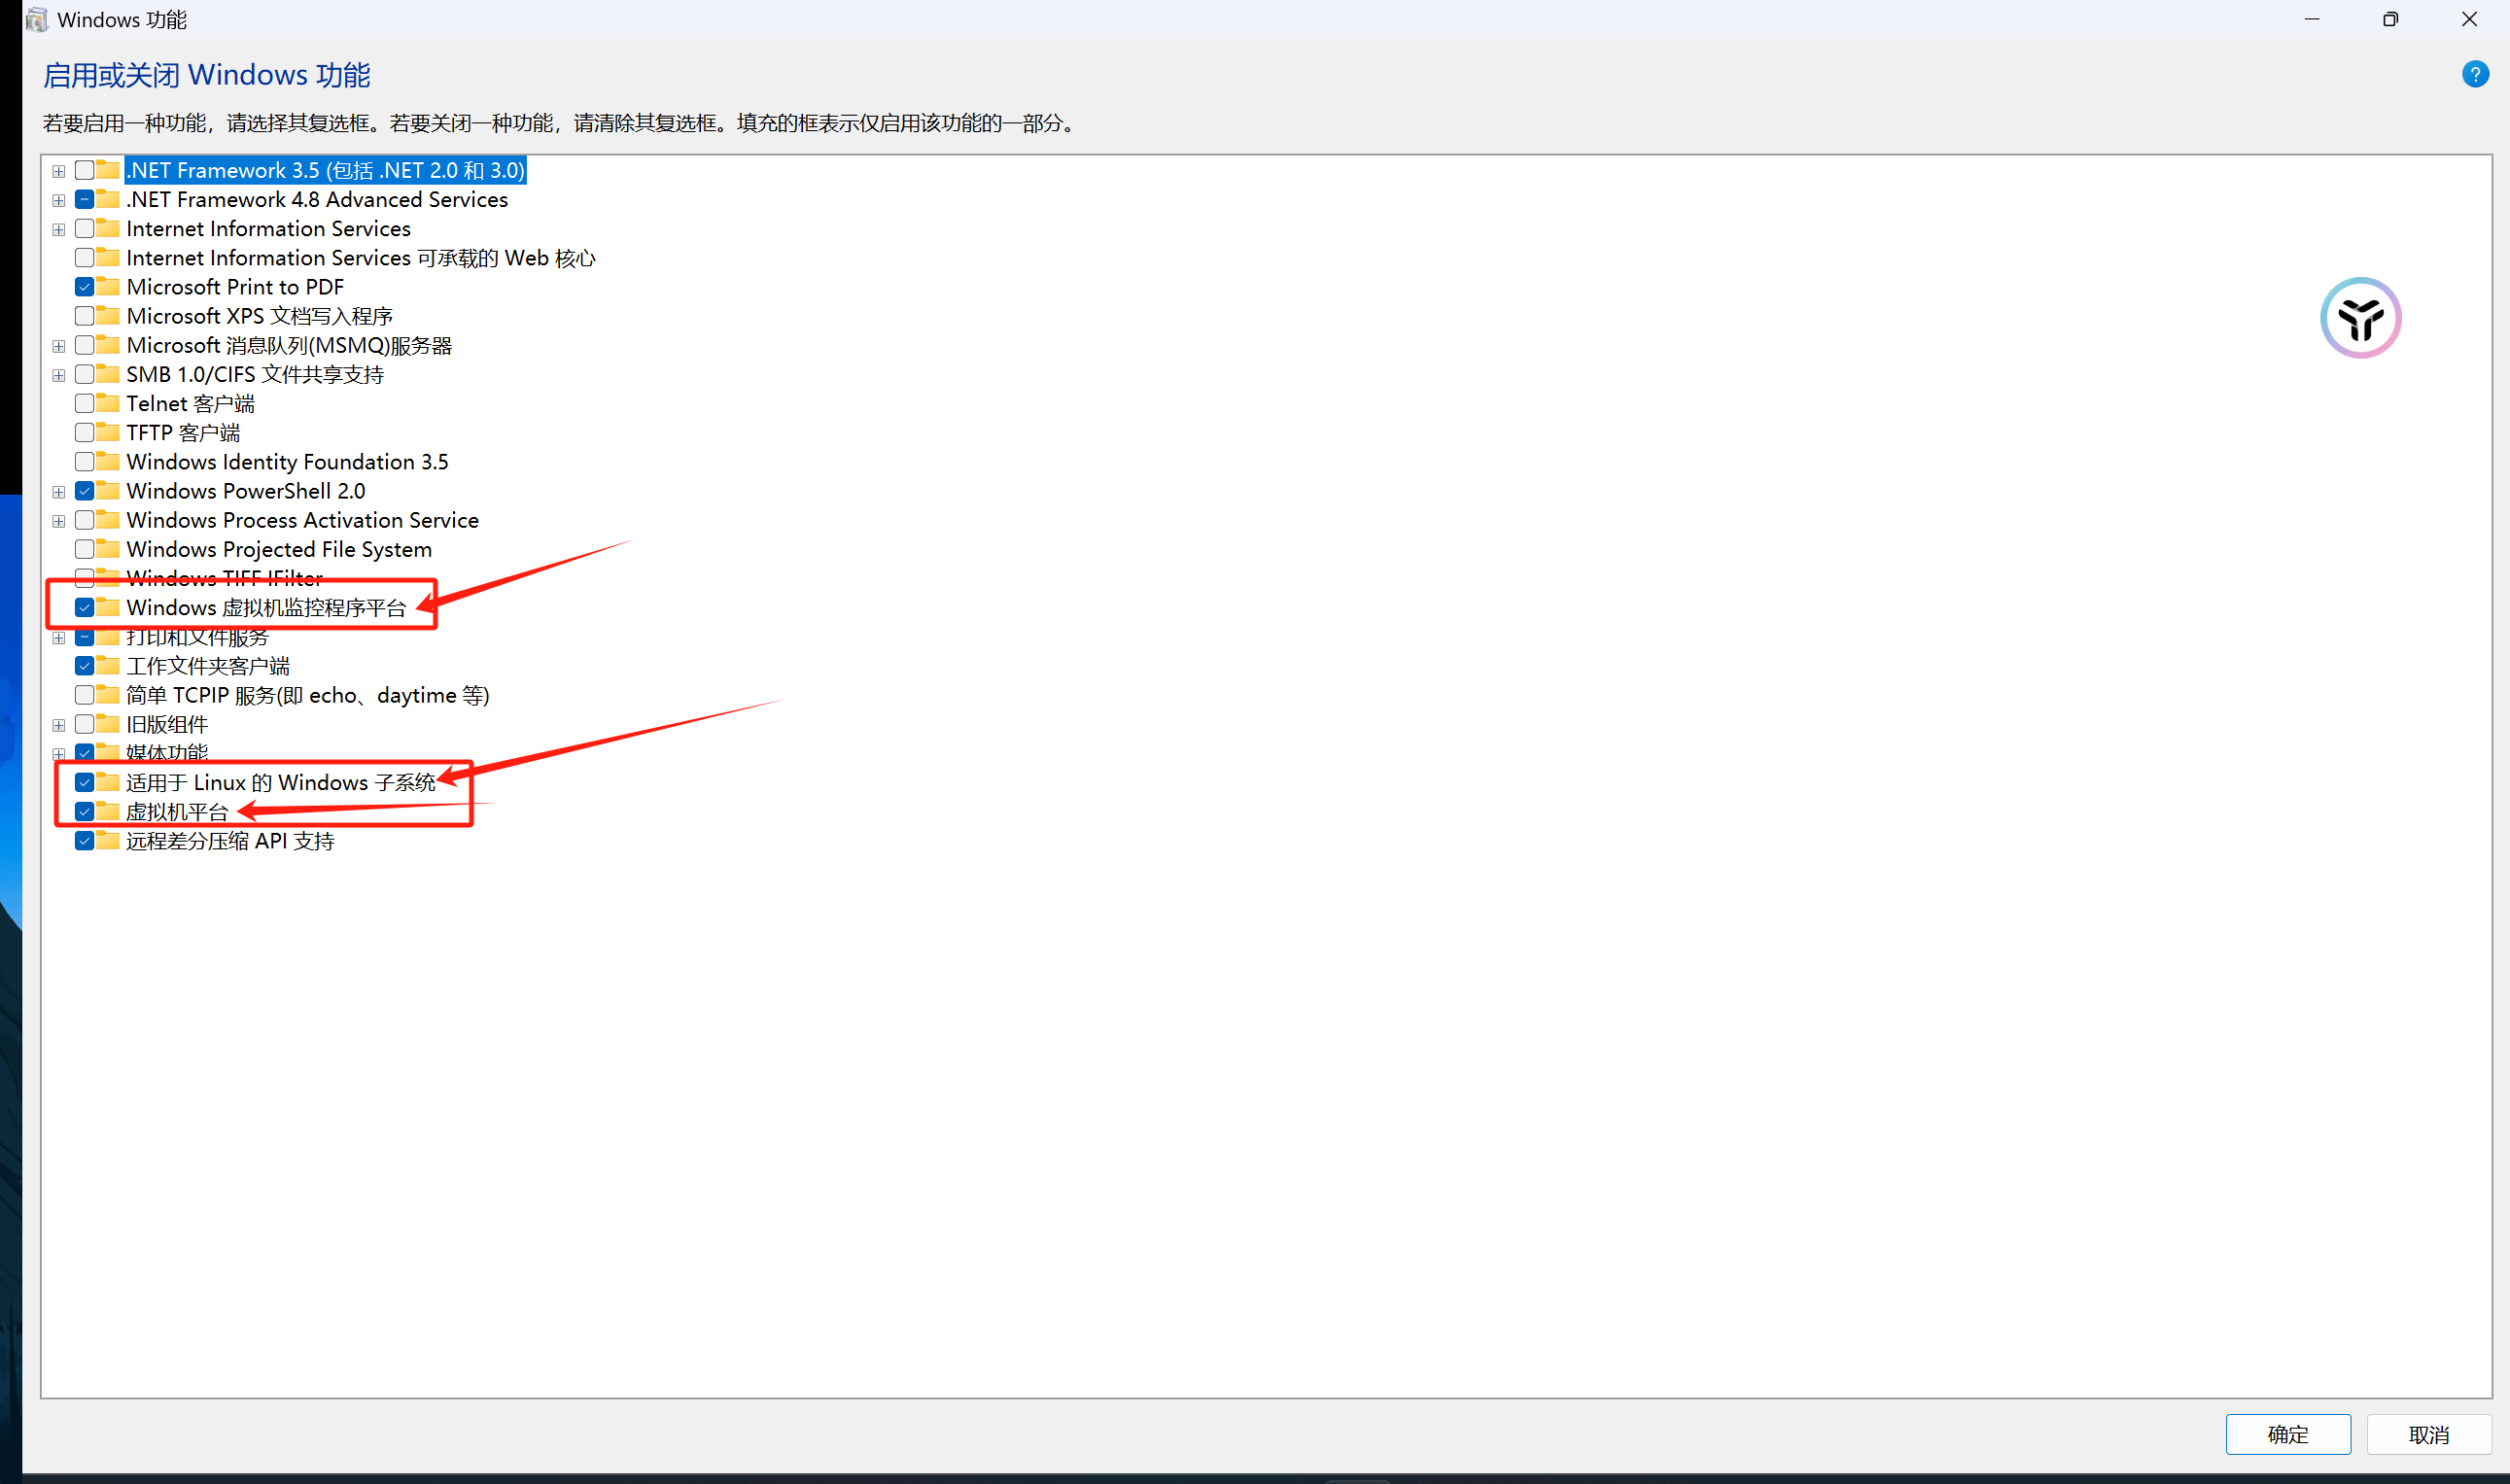 Windows 功能
启用或关闭 Windows 功能
?
若要启用一种功能，请选择其复选框。若要关闭一种功能，请清除其复选框。填充的框表示仅启用该功能的一部分。
.NET Framework 3.5 (包括 .NET 2.0 和 3.0)
.NET Framework 4.8 Advanced Services
Internet Information Services
Internet Information Services 可承载的 Web 核心
Microsoft Print to PDF
Microsoft XPS 文档写入程序
Microsoft 消息队列(MSMQ)服务器
SMB 1.0/CIFS 文件共享支持
Telnet 客户端
TFTP 客户端
Windows Identity Foundation 3.5
Windows PowerShell 2.0
Windows Process Activation Service
Windows Projected File System
Windows TIFF IFilter
Windows 虚拟机监控程序平台
打印和文件服务
工作文件夹客户端
简单 TCPIP 服务(即 echo、daytime 等)
旧版组件
媒体功能
适用于 Linux 的 Windows 子系统
虚拟机平台
远程差分压缩 API 支持
确定
取消